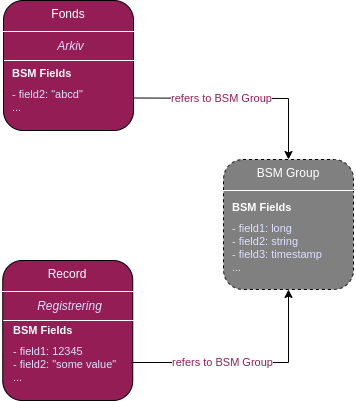 Fonds
Arkiv
BSM Fields
- field2: "abcd"
...
refers to BSM Group
BSM Group
BSM Fields
- field1: long
- field2: string
- field3: timestamp
...
Record
Registrering
BSM Fields
- field1: 12345
- field2: "some value"
...
refers to BSM Group